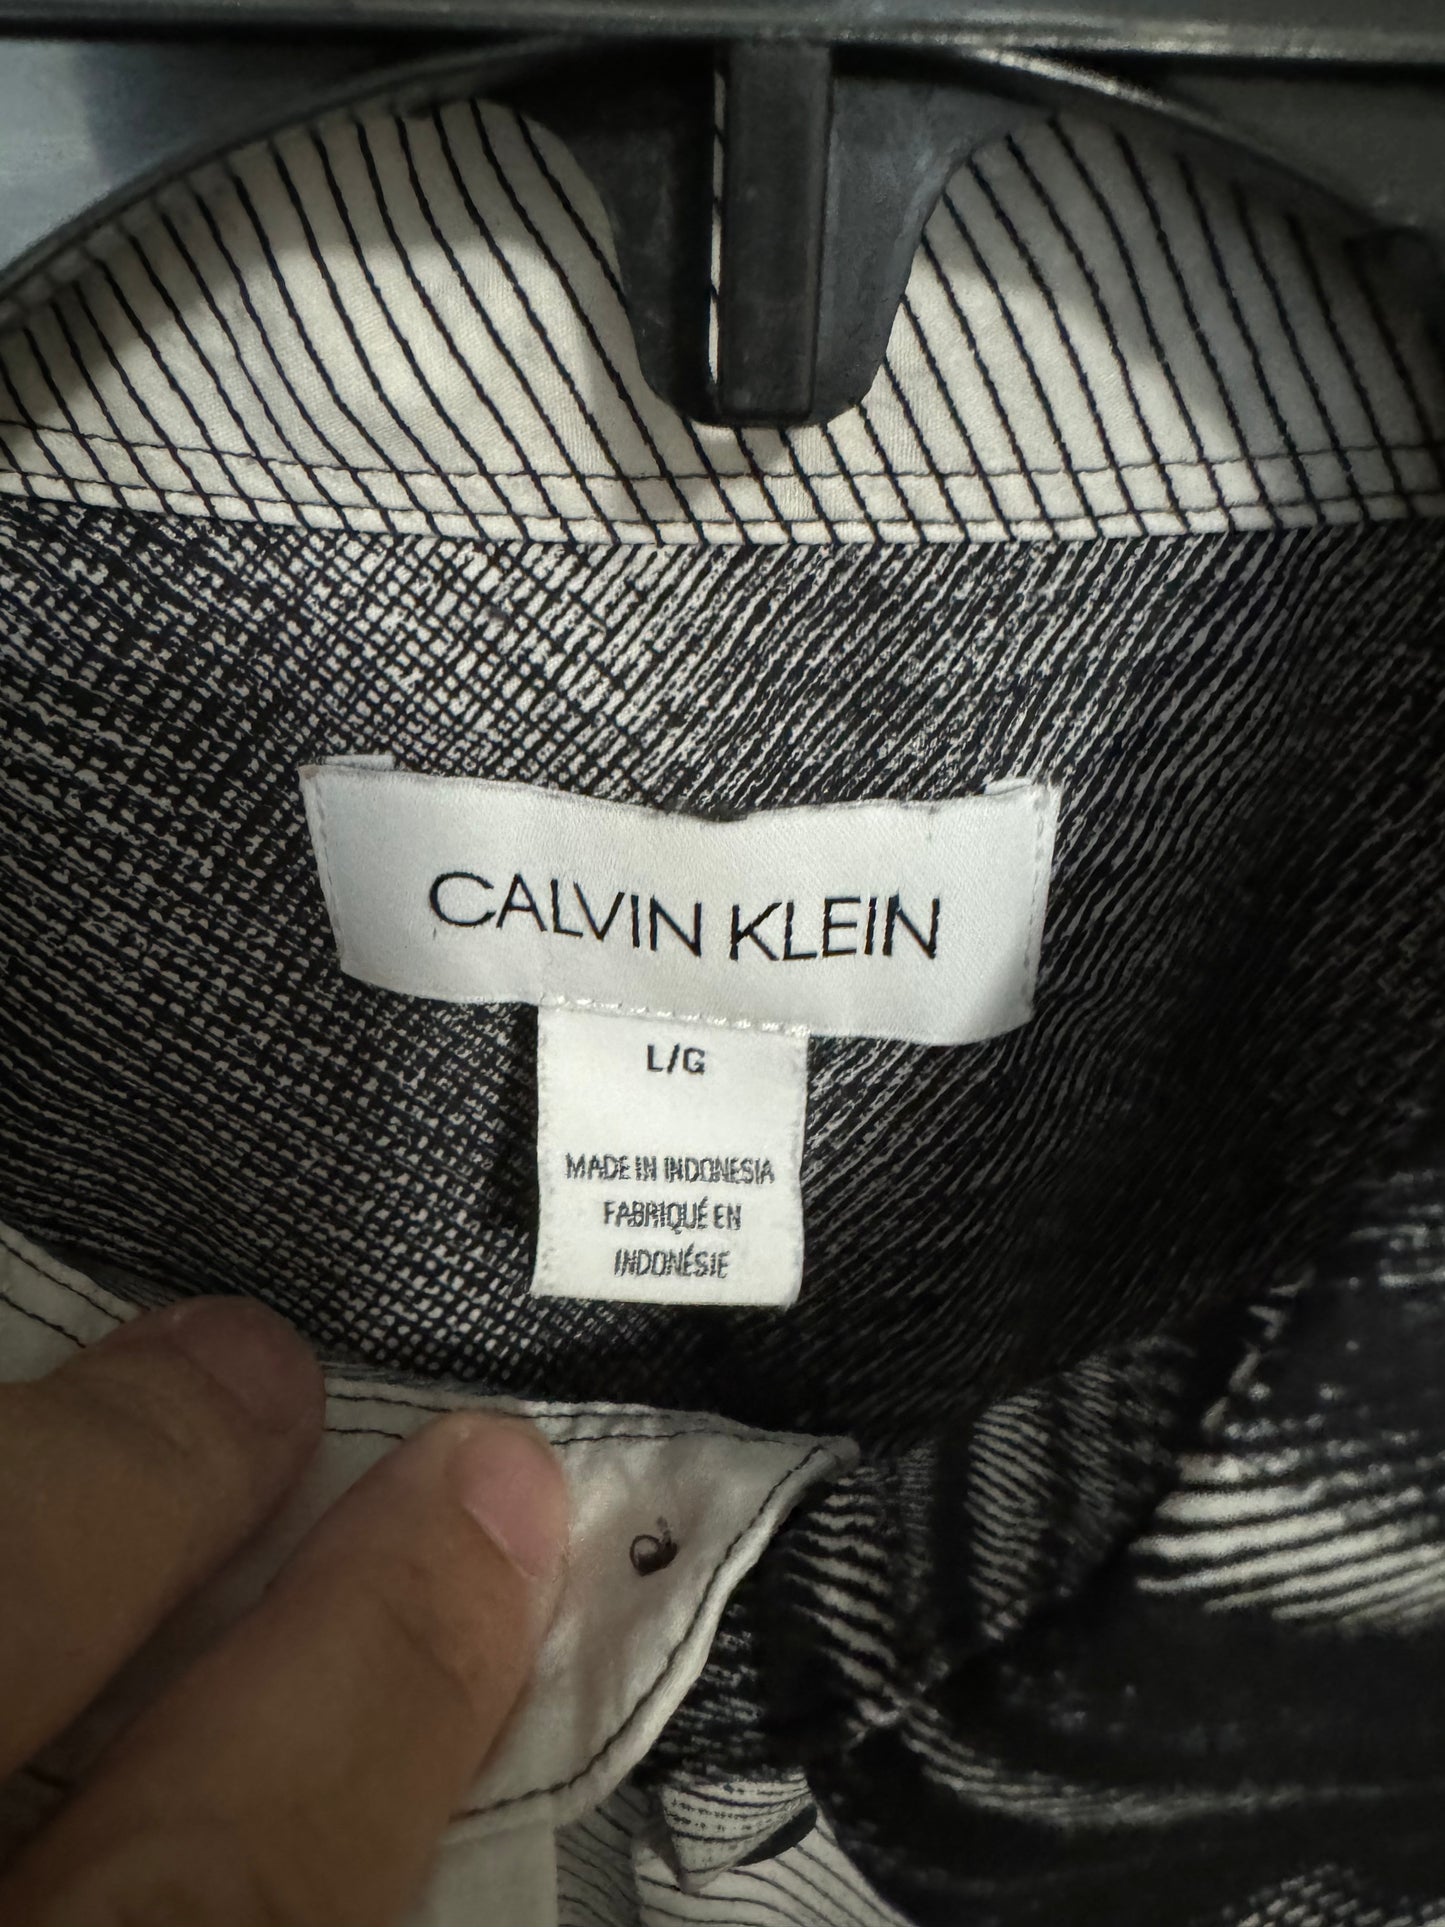 CALVIN KLEIN
L/G
MADE IN INDONESIA
FABRIQUÉ EN
INDONÉSIE